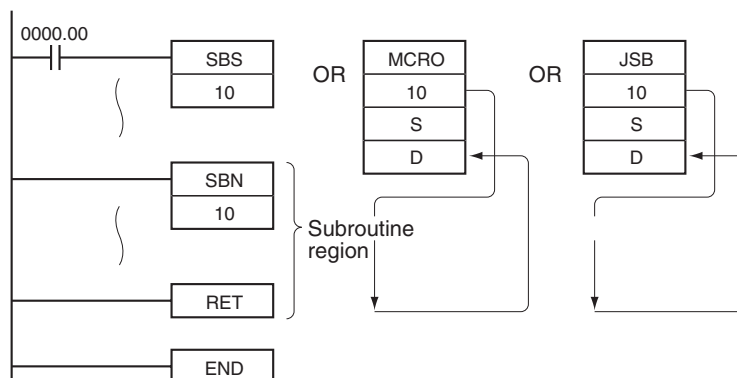 0000.00
SBS
10
OR
MCRO
10
S
D
OR
JSB
10
S
D
SBN
10
Subroutine
region
RET
END